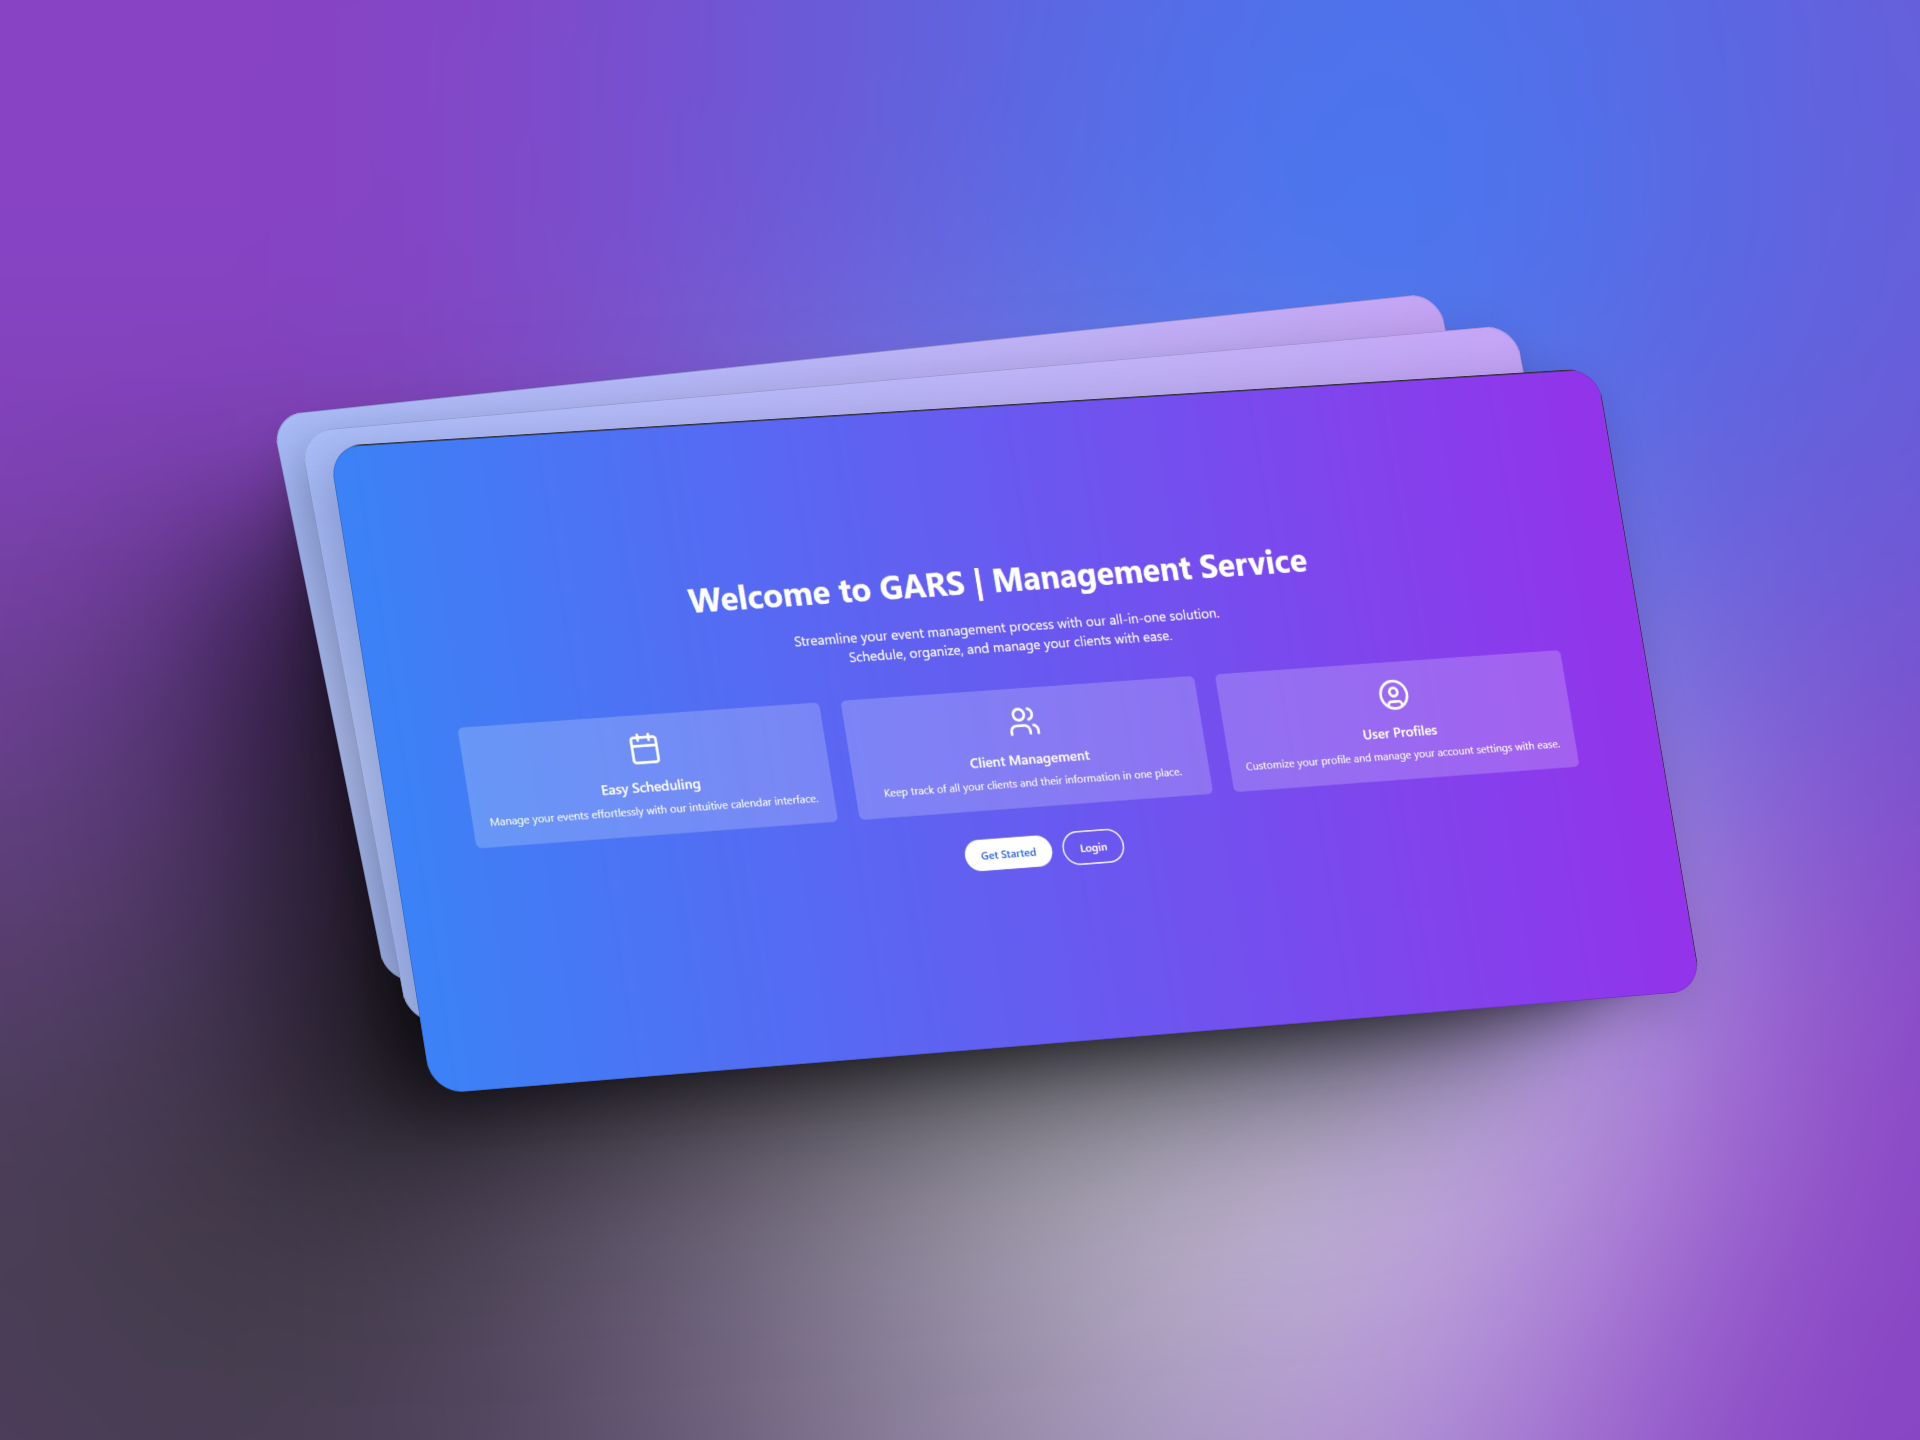 Welcome to GARS | Management Service
Streamline your event management process with our all-in-one solution.
Schedule, organize, and manage your clients with ease.
Easy Scheduling
Manage your events effortlessly with our intuitive calendar interface.
Client Management
Keep track of all your clients and their information in one place.
User Profiles
Customize your profile and manage your account settings with ease.
Get Started
Login